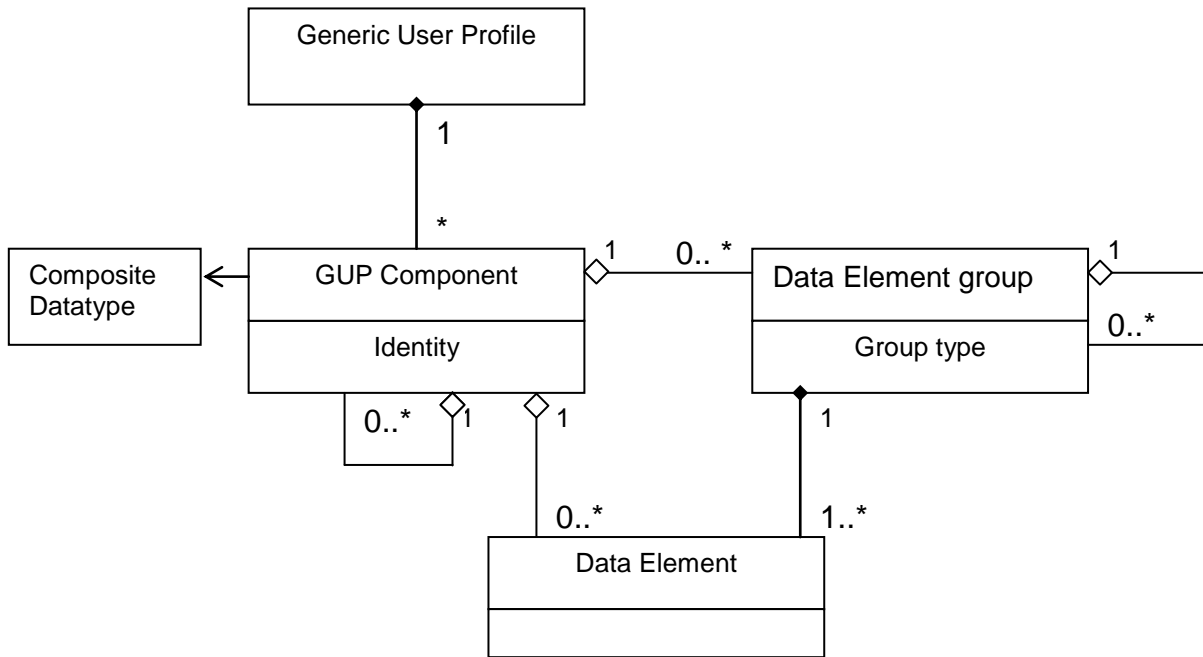 Generic User Profile
1
*
Composite
Datatype
GUP Component
1
0.. *
Data Element group
1
0..*
Identity
Group type
0..*
1
1
1
0..*
1..*
Data Element